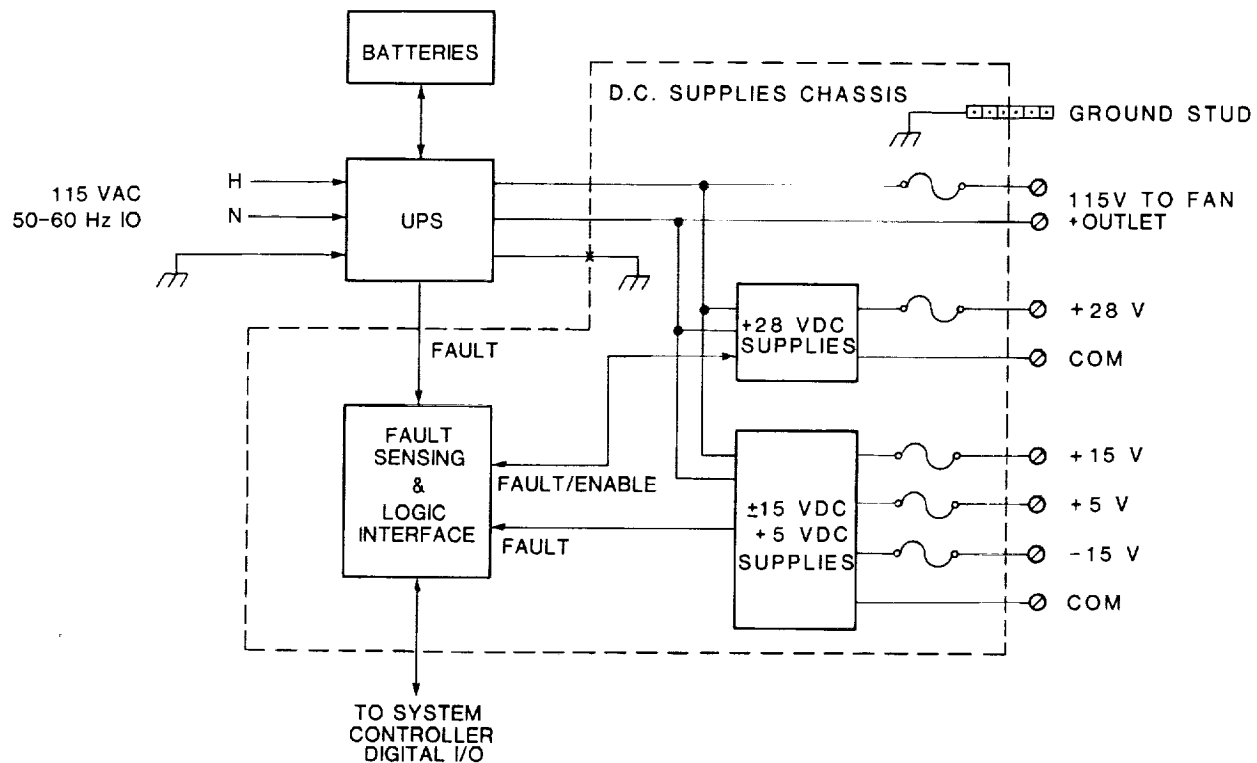 BATTERIES
D.C. SUPPLIES CHASSIS
GROUND STUD
115 VAC
50-60 Hz IO
H
N
UPS
115V TO FAN
+OUTLET
+28 VDC
SUPPLIES
+28 V
COM
FAULT
FAULT
SENSING
&
LOGIC
INTERFACE
FAULT/ENABLE
FAULT
±15 VDC
+5 VDC
SUPPLIES
+15 V
+5 V
-15 V
COM
TO SYSTEM
CONTROLLER
DIGITAL I/O